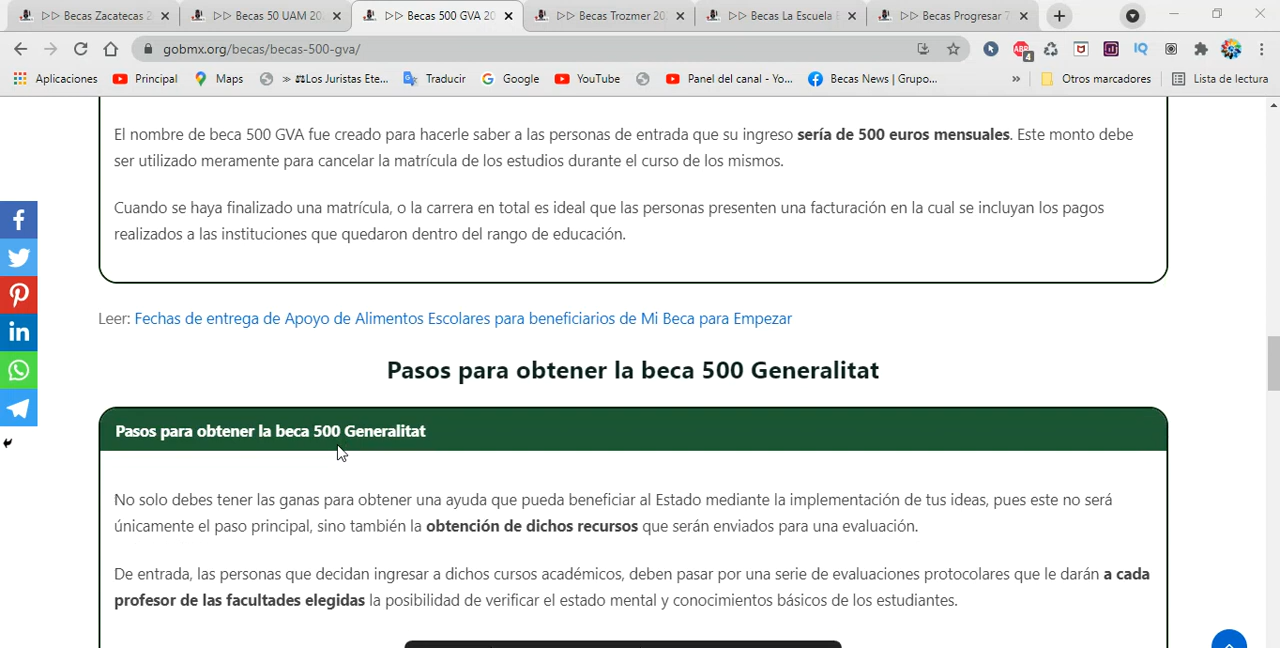 ▷▷ Becas Zacatecas 2
▷▷ Becas 50 UAM 20
▷▷ Becas 500 GVA 20
▷▷ Becas Trozmer 20
▷▷ Becas La Escuela E
▷▷ Becas Progresar 7
gobmx.org/becas/becas-500-gva/
ABP
4
IQ
Aplicaciones
Principal
Maps
» ⚖Los Juristas Ete...
Traducir
Google
YouTube
Panel del canal - Yo...
Becas News | Grupo...
»
Otros marcadores
Lista de lectura
El nombre de beca 500 GVA fue creado para hacerle saber a las personas de entrada que su ingreso sería de 500 euros mensuales. Este monto debe
ser utilizado meramente para cancelar la matrícula de los estudios durante el curso de los mismos.
Cuando se haya finalizado una matrícula, o la carrera en total es ideal que las personas presenten una facturación en la cual se incluyan los pagos
realizados a las instituciones que quedaron dentro del rango de educación.
Leer: Fechas de entrega de Apoyo de Alimentos Escolares para beneficiarios de Mi Beca para Empezar
Pasos para obtener la beca 500 Generalitat
Pasos para obtener la beca 500 Generalitat
No solo debes tener las ganas para obtener una ayuda que pueda beneficiar al Estado mediante la implementación de tus ideas, pues este no será
únicamente el paso principal, sino también la obtención de dichos recursos que serán enviados para una evaluación.
De entrada, las personas que decidan ingresar a dichos cursos académicos, deben pasar por una serie de evaluaciones protocolares que le darán a cada
profesor de las facultades elegidas la posibilidad de verificar el estado mental y conocimientos básicos de los estudiantes.